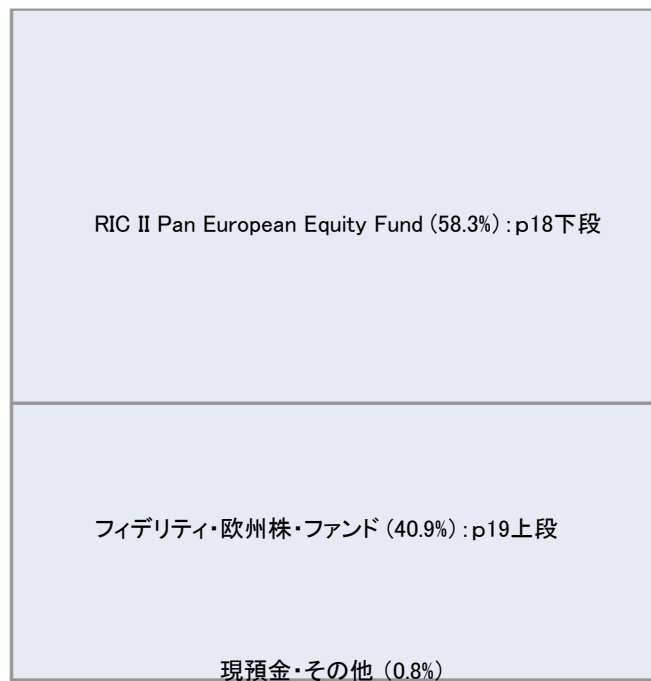 RIC II Pan European Equity Fund (58.3%)：p18下段
フィデリティ・欧州株・ファンド (40.9%)：p19上段
現預金・その他 (0.8%)